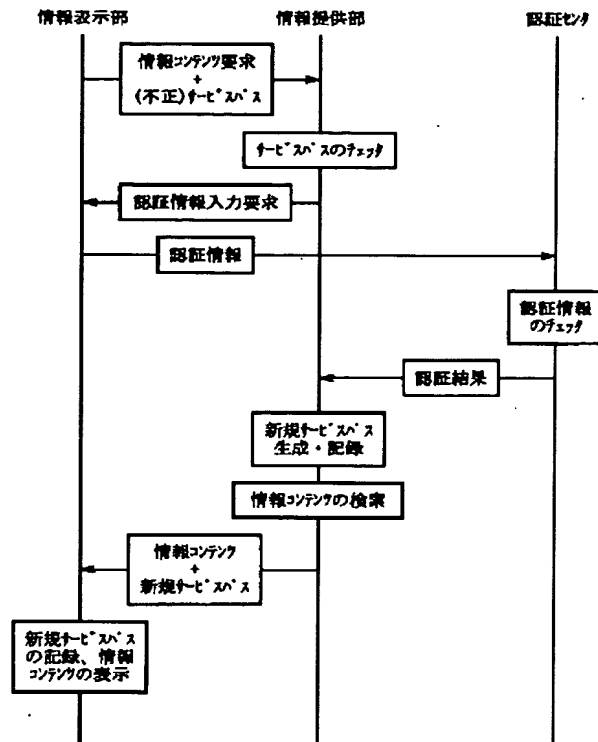 情報表示部
情報提供部
認証ｾﾝﾀ
情報ｺﾝﾃﾝﾂ要求
+
(不正)ｻｰﾋﾞｽﾊﾟｽ
ｻｰﾋﾞｽﾊﾟｽのﾁｪｯｸ
認証情報入力要求
認証情報
認証情報
のﾁｪｯｸ
認証結果
新規ｻｰﾋﾞｽﾊﾟｽ
生成・記録
情報ｺﾝﾃﾝﾂの検索
情報ｺﾝﾃﾝﾂ
+
新規ｻｰﾋﾞｽﾊﾟｽ
新規ｻｰﾋﾞｽﾊﾟｽ
の記録、情報
ｺﾝﾃﾝﾂの表示